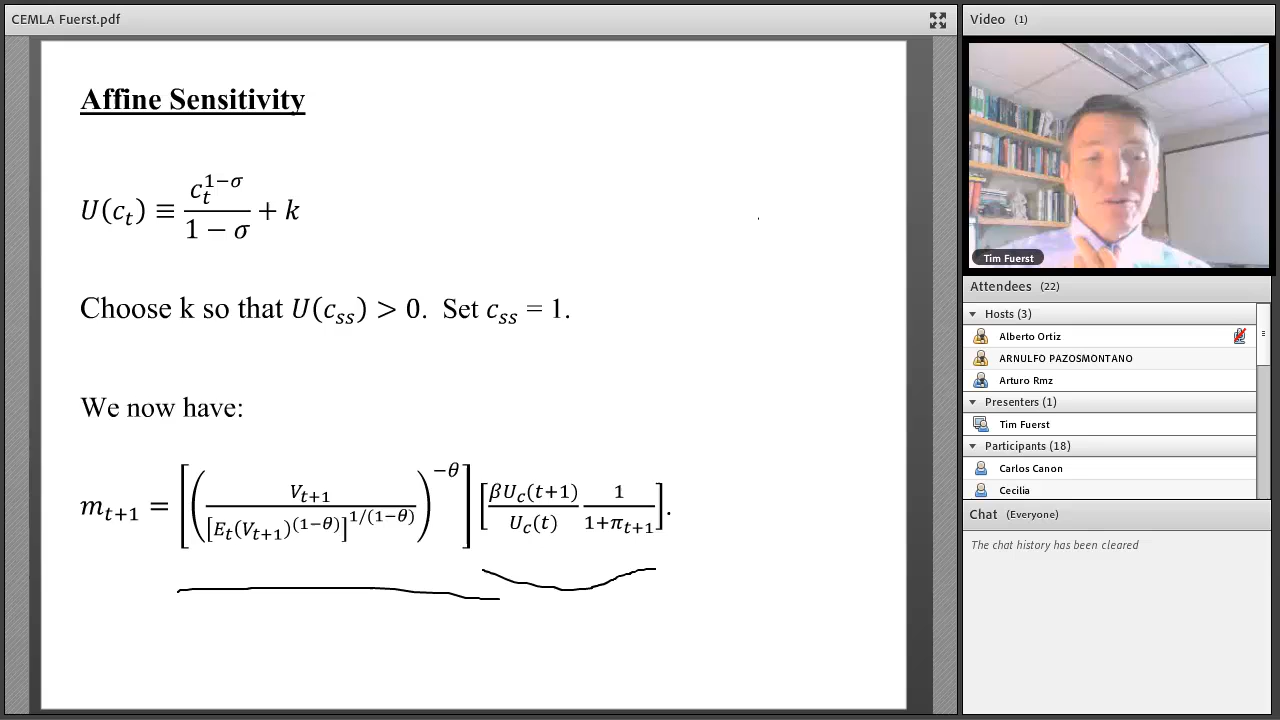 CEMLA Fuerst.pdf
Affine Sensitivity
U(c_t) ≡ c_t^{1−σ} / (1 − σ) + k
Choose k so that U(c_ss) > 0. Set c_ss = 1.
We now have:
m_{t+1} = [(V_{t+1} / [E_t(V_{t+1})^{(1−θ)}]^{1/(1−θ)})^{−θ}] [βU_c(t+1) / U_c(t) 1 / 1+π_{t+1}].
Video (1)
Tim Fuerst
Attendees (22)
Hosts (3)
Alberto Ortiz
ARNULFO PAZOSMONTANO
Arturo Rmz
Presenters (1)
Tim Fuerst
Participants (18)
Carlos Canon
Cecilia
Chat (Everyone)
The chat history has been cleared